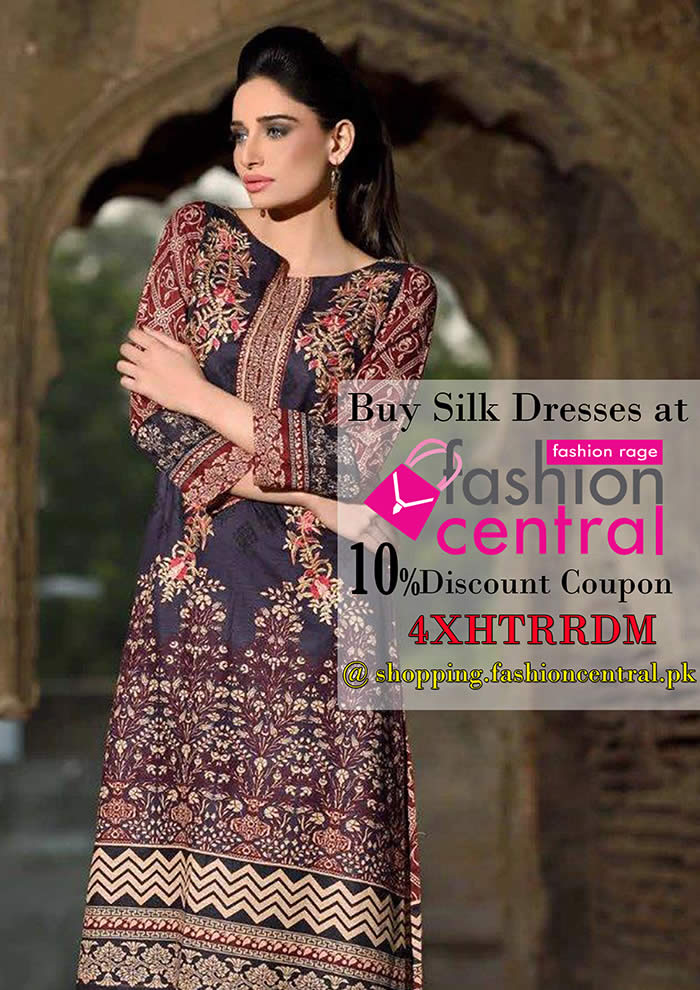 Buy Silk Dresses at
fashion rage
fashion
central
10%Discount Coupon
4XHTRRDM
@ shopping.fashioncentral.pk